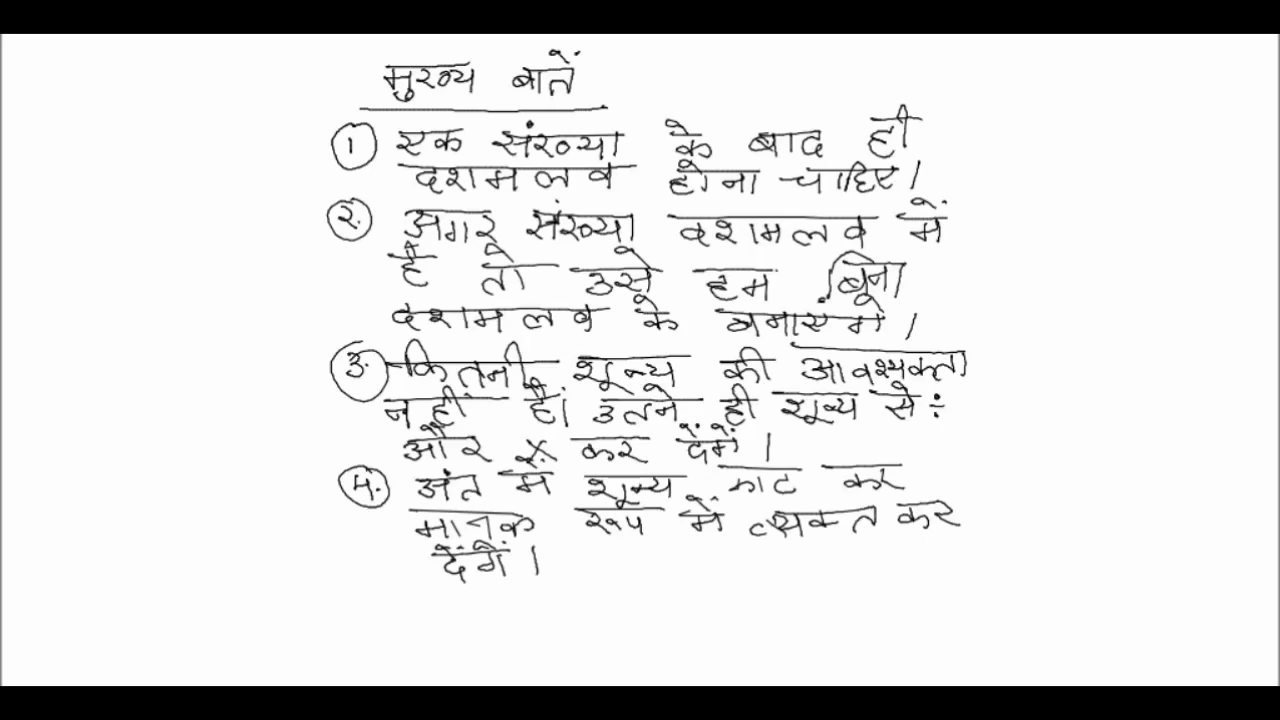 मुख्य बातें
1 एक संख्या के बाद ही
दशमलव होना चाहिए।
2. अगर संख्या दशमलव में
है तो उसे हम बिना
दशमलव के बनाएंगे।
3. कितनी शून्य की आवश्यकता
नहीं है। उतने ही शून्य से ÷
और × कर देंगे।
4. अंत में शून्य काट कर
मानक रूप में व्यक्त कर
देंगें।